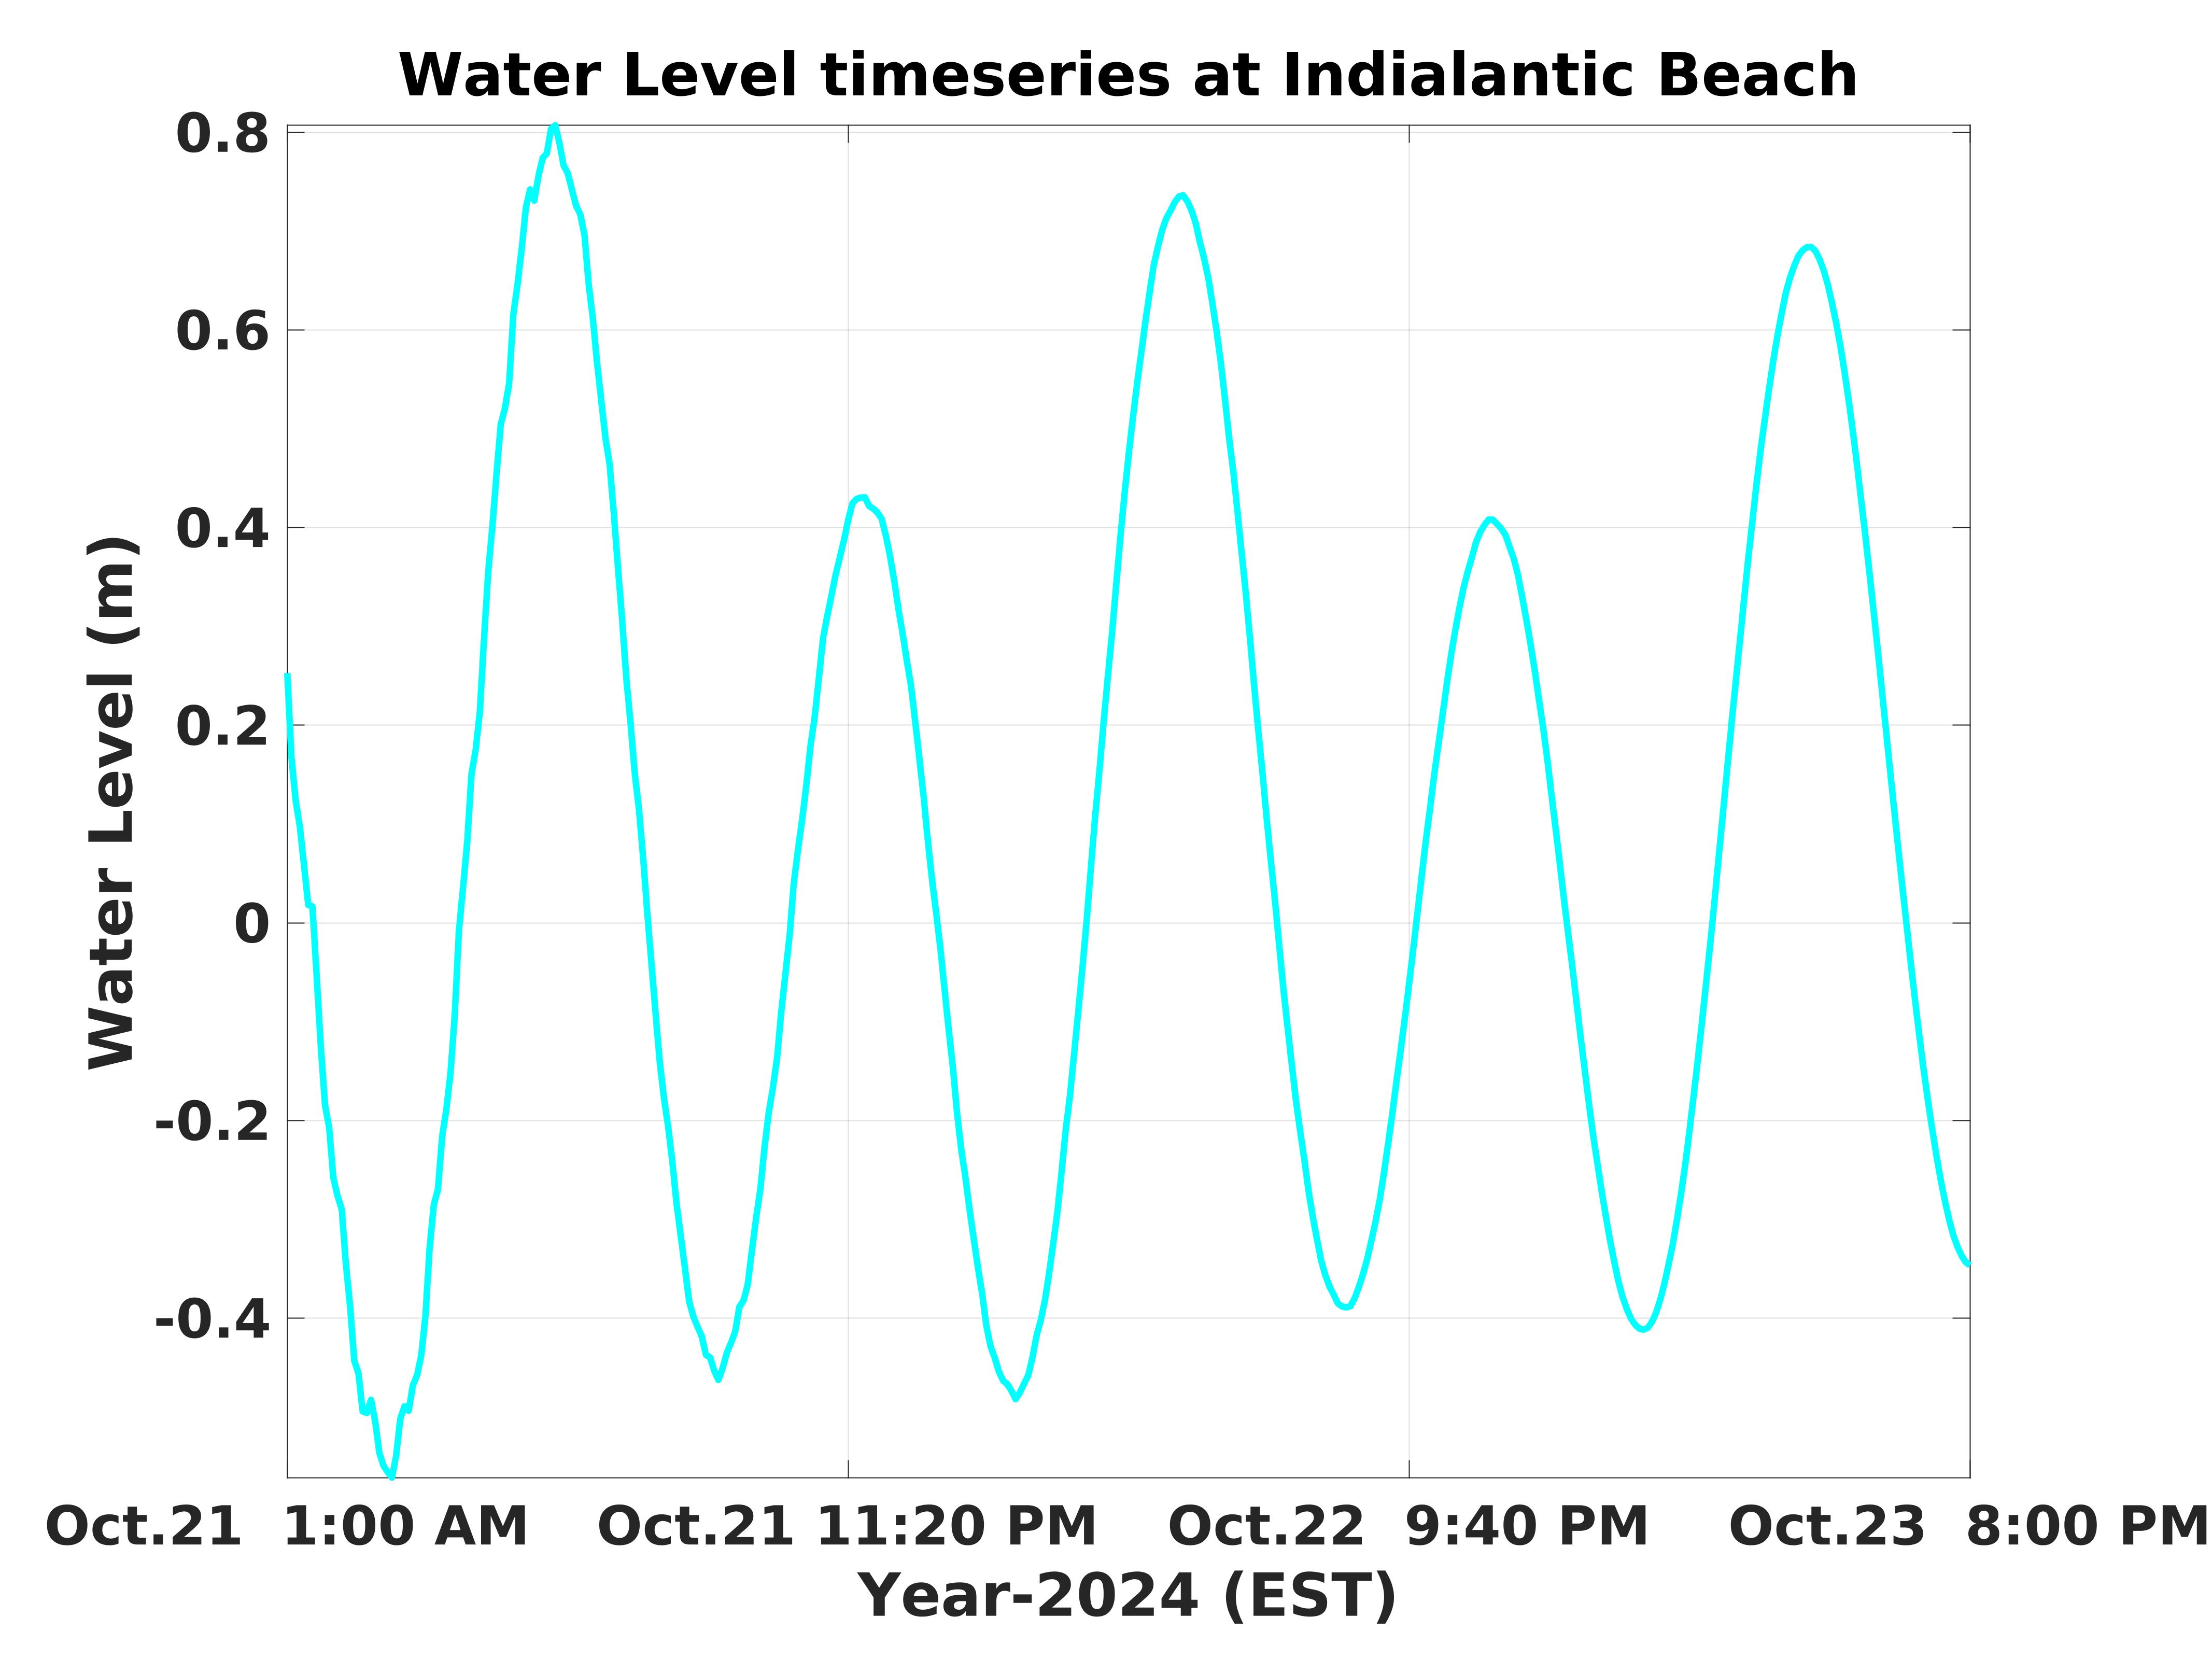 Water Level timeseries at Indialantic Beach
0.8
0.6
0.4
0.2
0
-0.2
-0.4
Water Level (m)
Oct.21 1:00 AM Oct.21 11:20 PM Oct.22 9:40 PM Oct.23 8:00 PM
Year-2024 (EST)